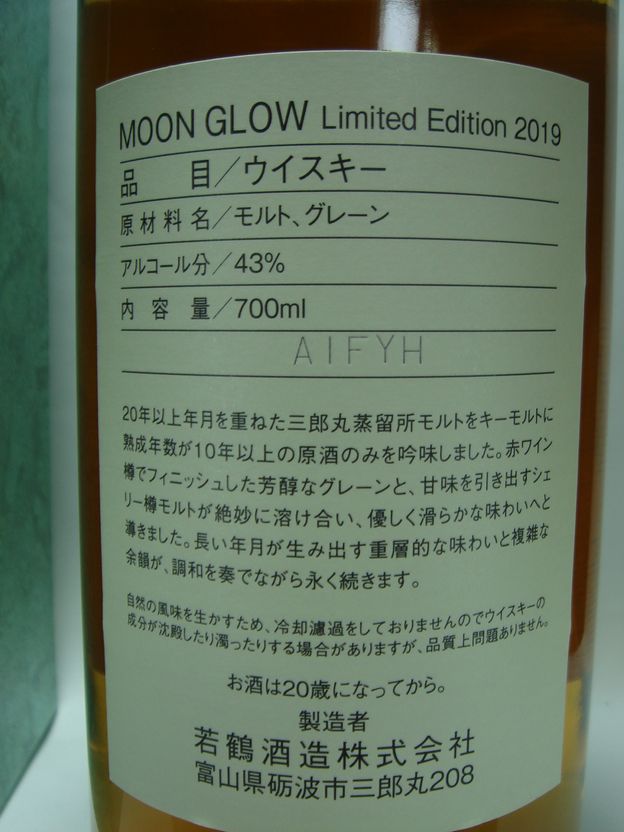 MOON GLOW Limited Edition 2019
品 目/ウイスキー
原材料名/モルト、グレーン
アルコール分/43%
内 容 量/700ml
AIFYH
20年以上年月を重ねた三郎丸蒸留所モルトをキーモルトに
熟成年数が10年以上の原酒のみを吟味しました。赤ワイン
樽でフィニッシュした芳醇なグレーンと、甘味を引き出すシェ
リー樽モルトが絶妙に溶け合い、優しく滑らかな味わいへと
導きました。長い年月が生み出す重層的な味わいと複雑な
余韻が、調和を奏でながら永く続きます。
自然の風味を生かすため、冷却濾過をしておりませんのでウイスキーの
成分が沈殿したり濁ったりする場合がありますが、品質上問題ありません。
お酒は20歳になってから。
製造者
若鶴酒造株式会社
富山県砺波市三郎丸208